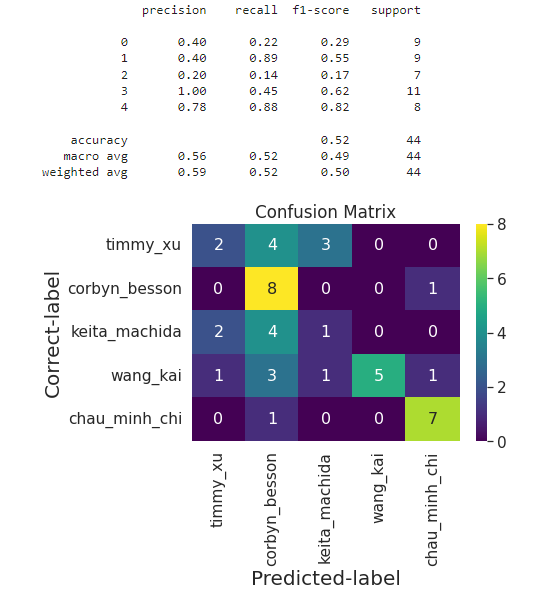 precision recall f1-score support
0 0.40 0.22 0.29 9
1 0.40 0.89 0.55 9
2 0.20 0.14 0.17 7
3 1.00 0.45 0.62 11
4 0.78 0.88 0.82 8
accuracy 0.52 44
macro avg 0.56 0.52 0.49 44
weighted avg 0.59 0.52 0.50 44
Confusion Matrix
Correct-label
timmy_xu 2 4 3 0 0
corbyn_besson 0 8 0 0 1
keita_machida 2 4 1 0 0
wang_kai 1 3 1 5 1
chau_minh_chi 0 1 0 0 7
timmy_xu corbyn_besson keita_machida wang_kai chau_minh_chi
Predicted-label
8
6
4
2
0